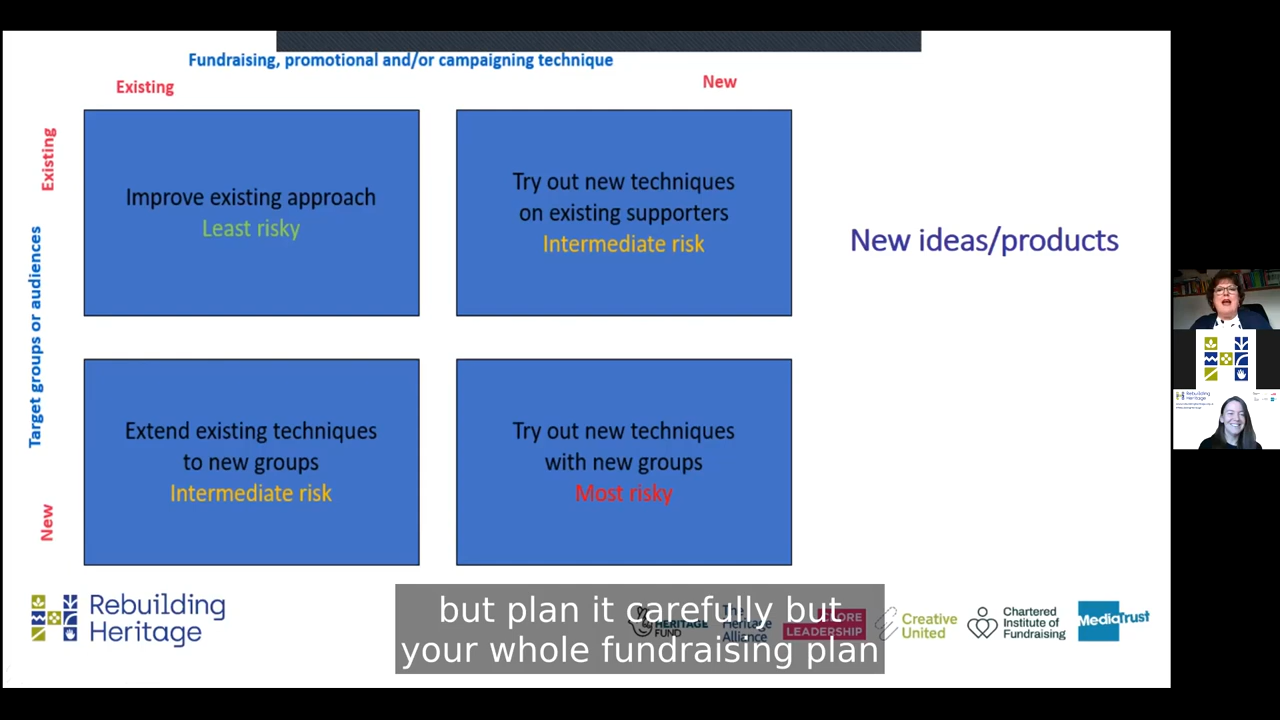 Fundraising, promotional and/or campaigning technique
Existing
New
Target groups or audiences
Existing
New
Improve existing approach
Least risky
Try out new techniques
on existing supporters
Intermediate risk
Extend existing techniques
to new groups
Intermediate risk
Try out new techniques
with new groups
Most risky
New ideas/products
Rebuilding
Heritage
HERITAGE
FUND
The
Heritage
Alliance
LEADERSHIP
Creative
United
Chartered
Institute of
Fundraising
MediaTrust
but plan it carefully but
your whole fundraising plan
Rebuilding
Heritage